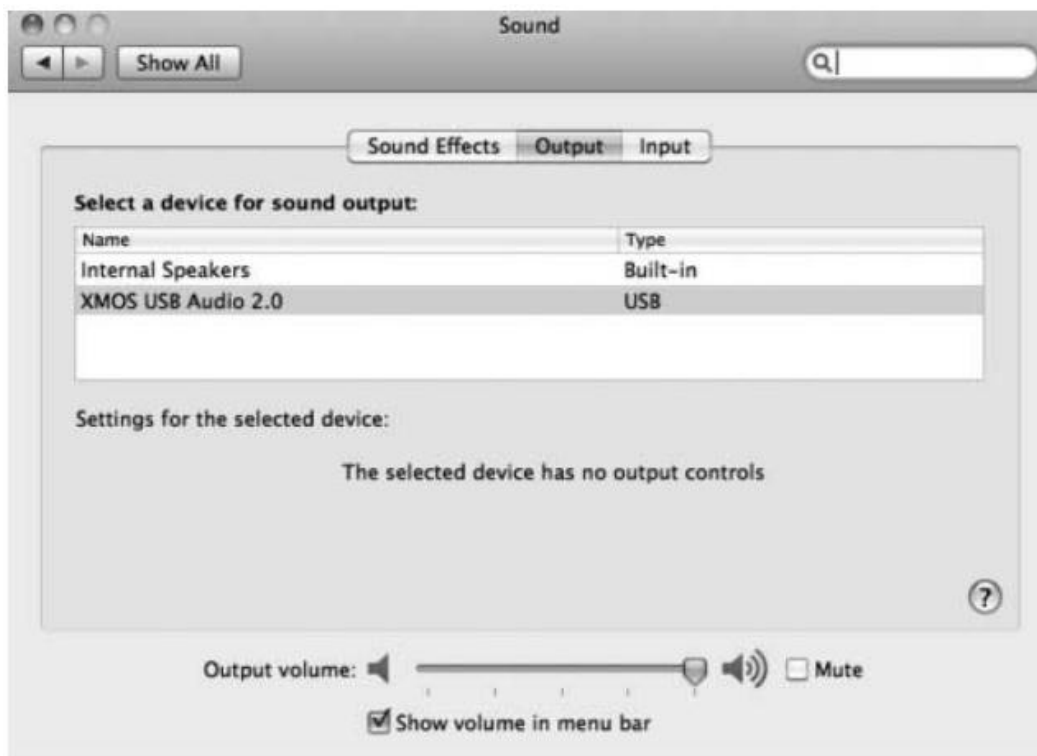 Sound
Show All
Sound Effects Output Input
Select a device for sound output:
Name Type
Internal Speakers Built-in
XMOS USB Audio 2.0 USB
Settings for the selected device:
The selected device has no output controls
?
Output volume: Mute
Show volume in menu bar